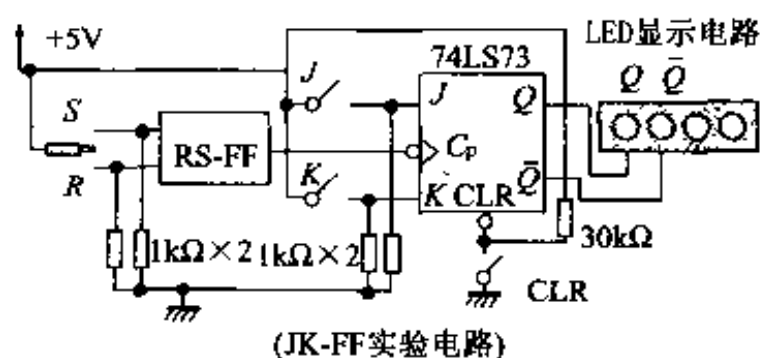 +5V
74LS73
LED显示电路
J
Q Q̄
S
J
Q
RS-FF
Cp
R
K
K CLR
Q̄
1kΩ×2
1kΩ×2
30kΩ
CLR
(JK-FF实验电路)